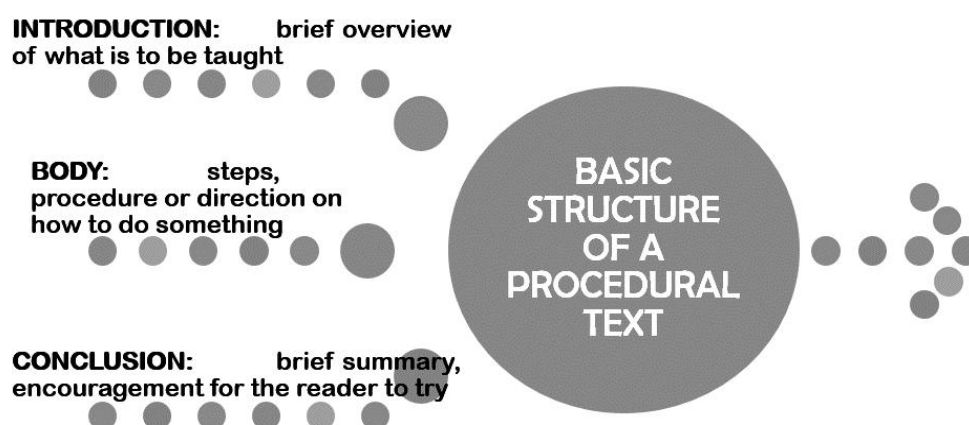 INTRODUCTION: brief overview
of what is to be taught
BODY: steps,
procedure or direction on
how to do something
CONCLUSION: brief summary,
encouragement for the reader to try
BASIC
STRUCTURE
OF A
PROCEDURAL
TEXT